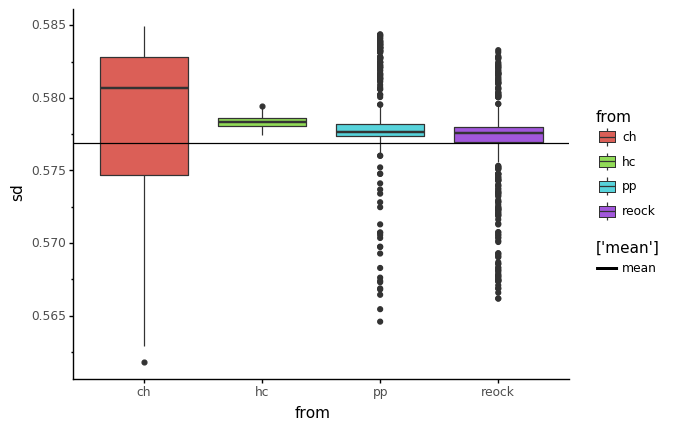 0.585
0.580
0.575
0.570
0.565
sd
ch
hc
pp
reock
from
from
ch
hc
pp
reock
['mean']
mean